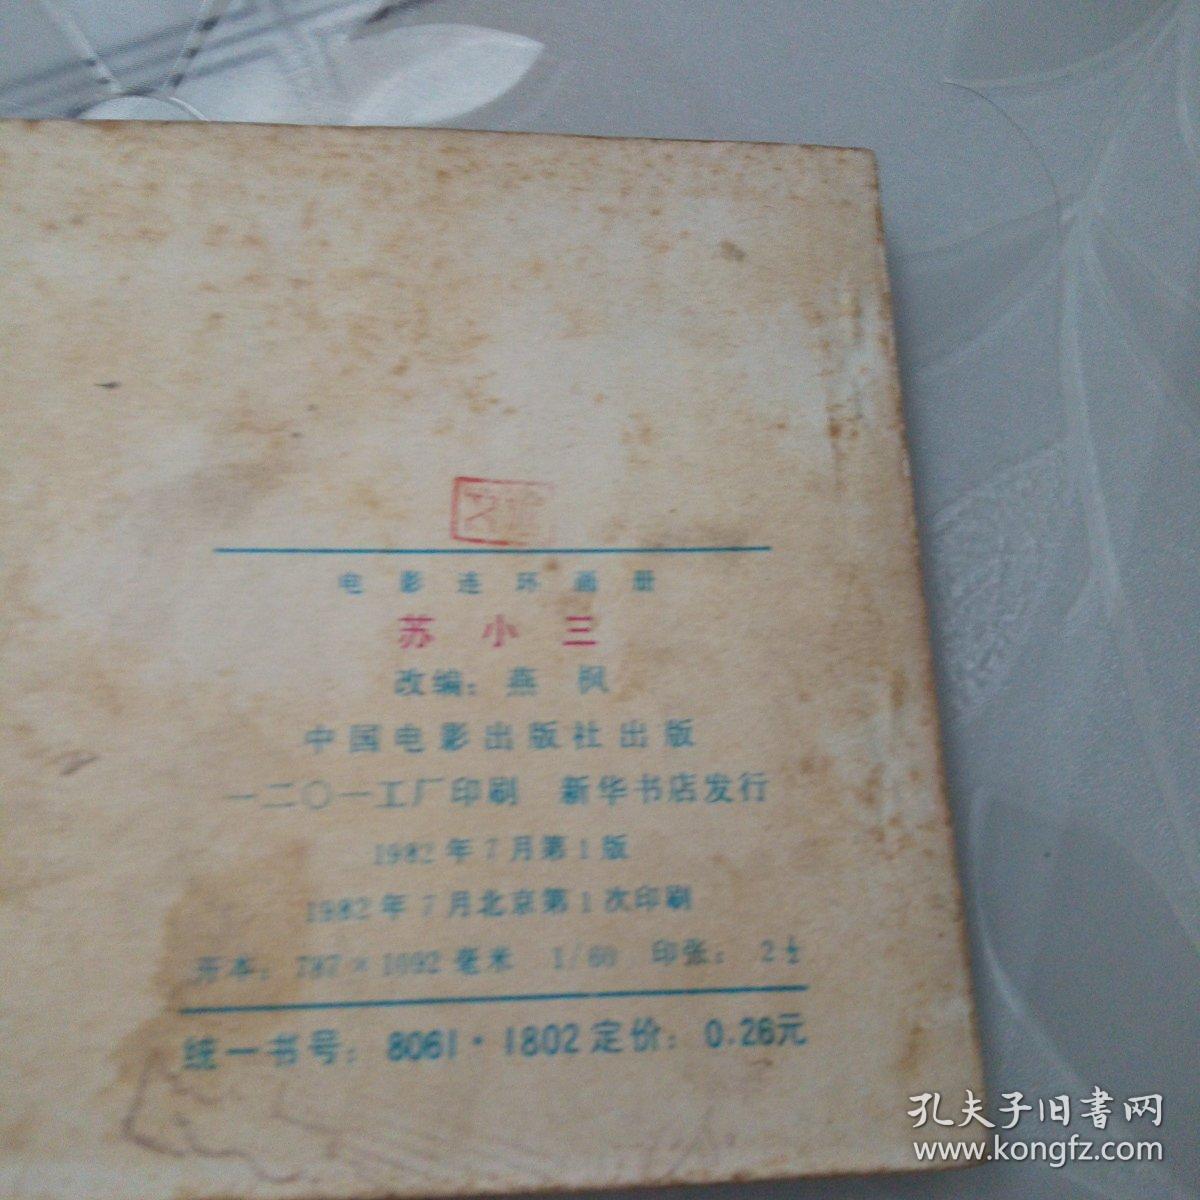 电影连环画册
苏小三
改编：燕枫
中国电影出版社出版
一二〇一工厂印刷 新华书店发行
1982年7月第1版
1982年7月北京第1次印刷
开本：787×1092毫米 1/60 印张：2½
统一书号：8061·1802 定价：0.26元
孔夫子旧书网
www.kongfz.com